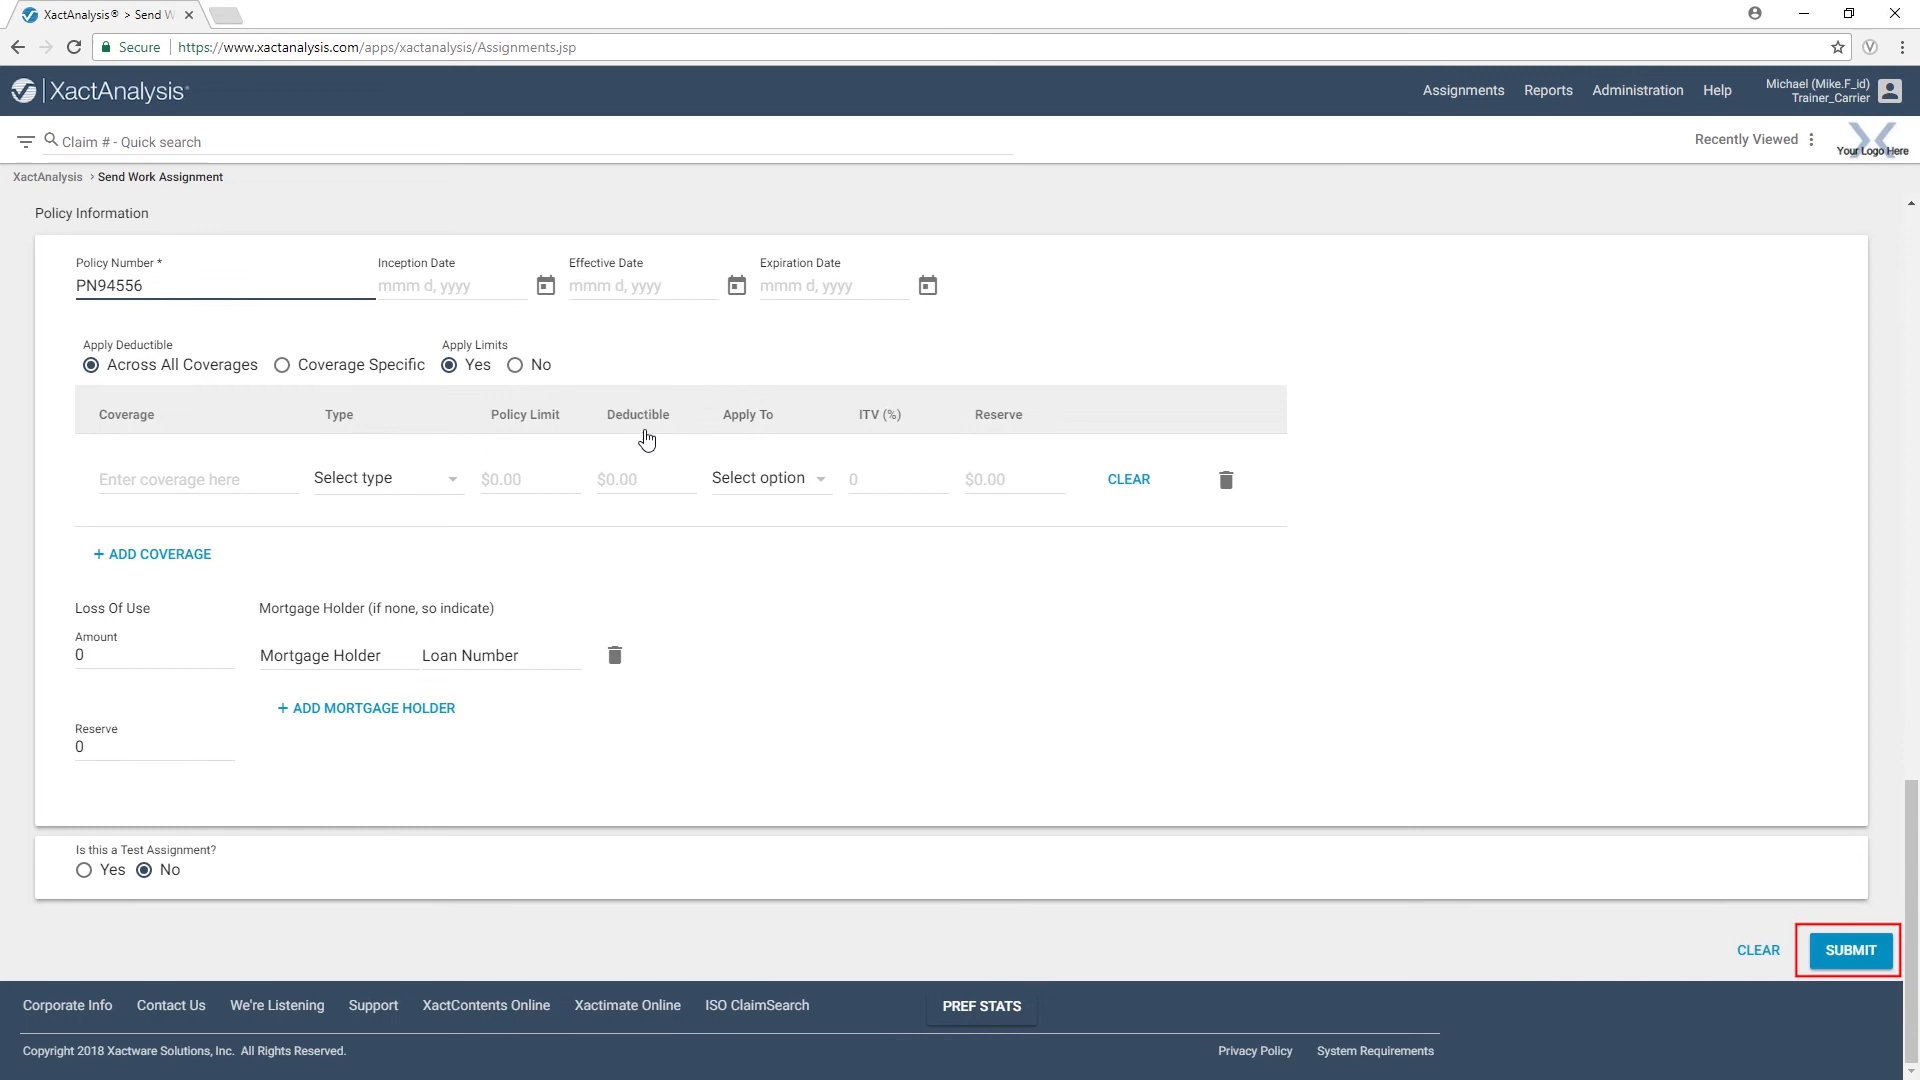 XactAnalysis® > Send W
Secure https://www.xactanalysis.com/apps/xactanalysis/Assignments.jsp
XactAnalysis®
Assignments Reports Administration Help
Michael (Mike.F_id)
Trainer_Carrier
Claim # - Quick search
Recently Viewed
Your Logo Here
XactAnalysis > Send Work Assignment
Policy Information
Policy Number * Inception Date Effective Date Expiration Date
PN94556 mmm d, yyyy mmm d, yyyy mmm d, yyyy
Apply Deductible Apply Limits
Across All Coverages Coverage Specific Yes No
Coverage Type Policy Limit Deductible Apply To ITV (%) Reserve
Enter coverage here Select type $0.00 $0.00 Select option 0 $0.00 CLEAR
+ ADD COVERAGE
Loss Of Use Mortgage Holder (if none, so indicate)
Amount
0 Mortgage Holder Loan Number
+ ADD MORTGAGE HOLDER
Reserve
0
Is this a Test Assignment?
Yes No
CLEAR SUBMIT
Corporate Info Contact Us We're Listening Support XactContents Online Xactimate Online ISO ClaimSearch PREF STATS
Copyright 2018 Xactware Solutions, Inc. All Rights Reserved. Privacy Policy System Requirements